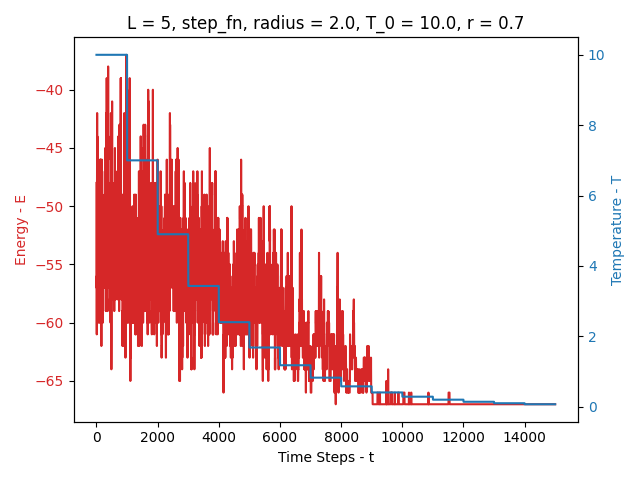 L = 5, step_fn, radius = 2.0, T_0 = 10.0, r = 0.7
−40
−45
−50
−55
−60
−65
Energy - E
10
8
6
4
2
0
Temperature - T
0 2000 4000 6000 8000 10000 12000 14000
Time Steps - t